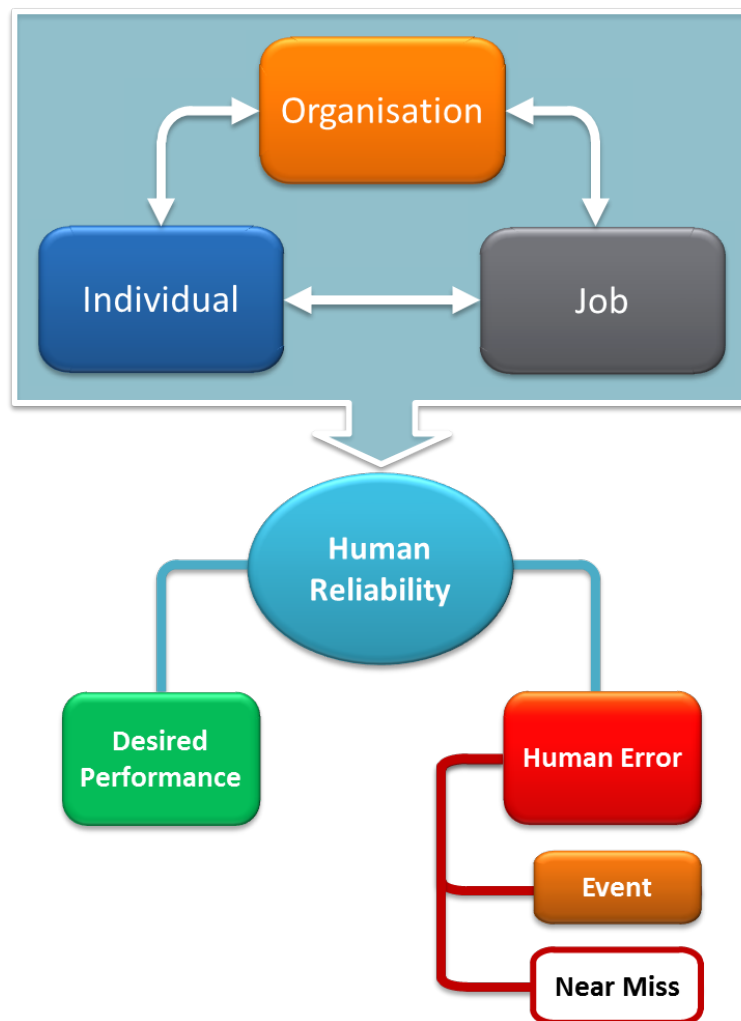 Organisation
Individual
Job
Human
Reliability
Desired
Performance
Human Error
Event
Near Miss